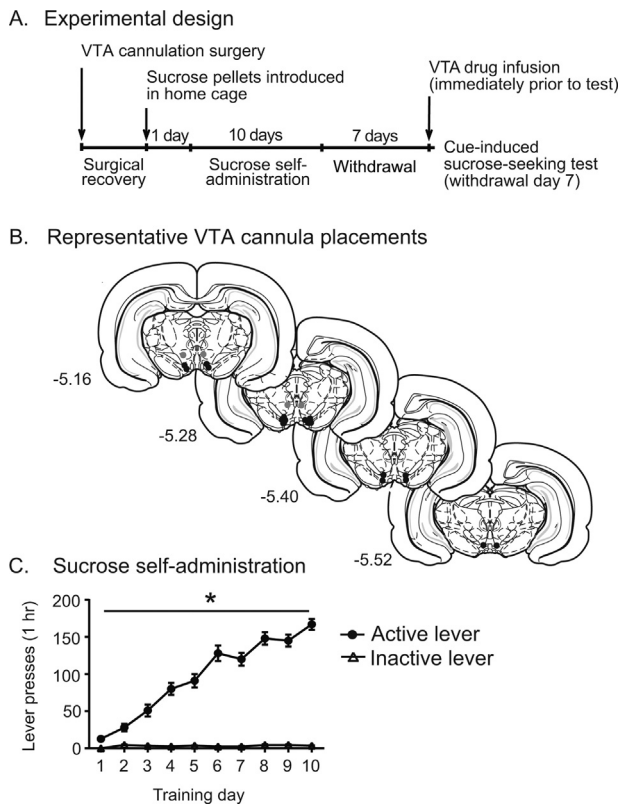 A. Experimental design
VTA cannulation surgery
Sucrose pellets introduced
in home cage
VTA drug infusion
(immediately prior to test)
1 day
10 days
7 days
Surgical
recovery
Sucrose self-
administration
Withdrawal
Cue-induced
sucrose-seeking test
(withdrawal day 7)
B. Representative VTA cannula placements
-5.16
-5.28
-5.40
-5.52
C. Sucrose self-administration
Lever presses (1 hr)
200
150
100
50
0
*
Active lever
Inactive lever
1 2 3 4 5 6 7 8 9 10
Training day